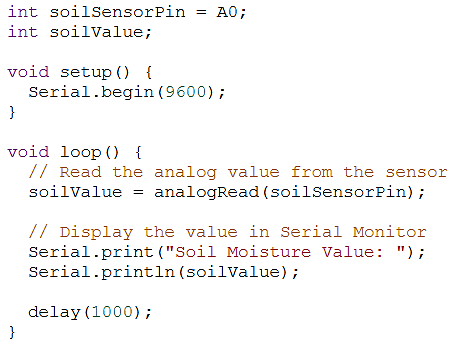 int soilSensorPin = A0;
int soilValue;

void setup() {
  Serial.begin(9600);
}

void loop() {
  // Read the analog value from the sensor
  soilValue = analogRead(soilSensorPin);

  // Display the value in Serial Monitor
  Serial.print("Soil Moisture Value: ");
  Serial.println(soilValue);

  delay(1000);
}